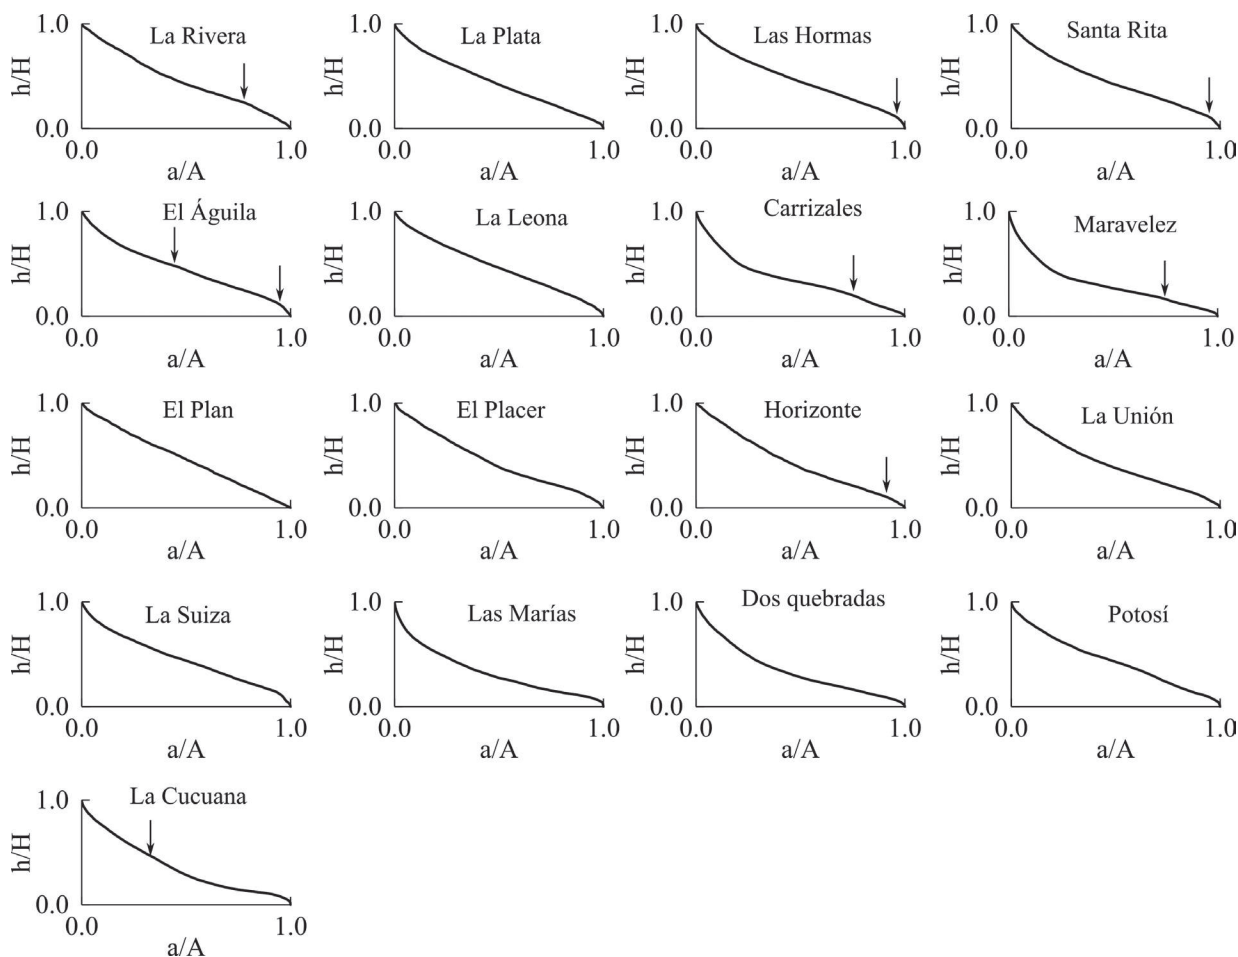 La Rivera
1.0
h/H
0.0
0.0 1.0
a/A
La Plata
1.0
h/H
0.0
0.0 1.0
a/A
Las Hormas
1.0
h/H
0.0
0.0 1.0
a/A
Santa Rita
1.0
h/H
0.0
0.0 1.0
a/A
El Águila
1.0
h/H
0.0
0.0 1.0
a/A
La Leona
1.0
h/H
0.0
0.0 1.0
a/A
Carrizales
1.0
h/H
0.0
0.0 1.0
a/A
Maravelez
1.0
h/H
0.0
0.0 1.0
a/A
El Plan
1.0
h/H
0.0
0.0 1.0
a/A
El Placer
1.0
h/H
0.0
0.0 1.0
a/A
Horizonte
1.0
h/H
0.0
0.0 1.0
a/A
La Unión
1.0
h/H
0.0
0.0 1.0
a/A
La Suiza
1.0
h/H
0.0
0.0 1.0
a/A
Las Marías
1.0
h/H
0.0
0.0 1.0
a/A
Dos quebradas
1.0
h/H
0.0
0.0 1.0
a/A
Potosí
1.0
h/H
0.0
0.0 1.0
a/A
La Cucuana
1.0
h/H
0.0
0.0 1.0
a/A